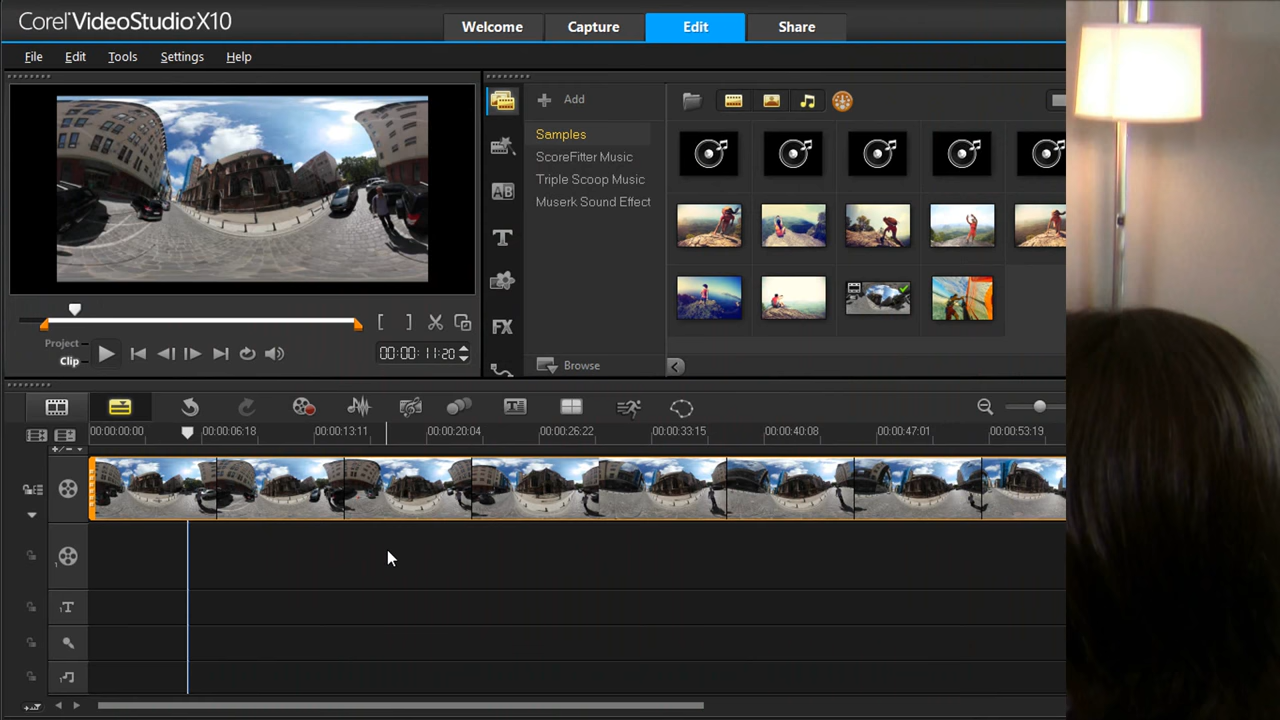 Corel VideoStudio X10
Welcome
Capture
Edit
Share
File
Edit
Tools
Settings
Help
Add
Samples
ScoreFitter Music
Triple Scoop Music
Muserk Sound Effect
Browse
Project
Clip
00:00: 11:20
AB
T
FX
00:00:00:00
00:00:06:18
00:00:13:11
00:00:20:04
00:00:26:22
00:00:33:15
00:00:40:08
00:00:47:01
00:00:53:19
1
1T
1